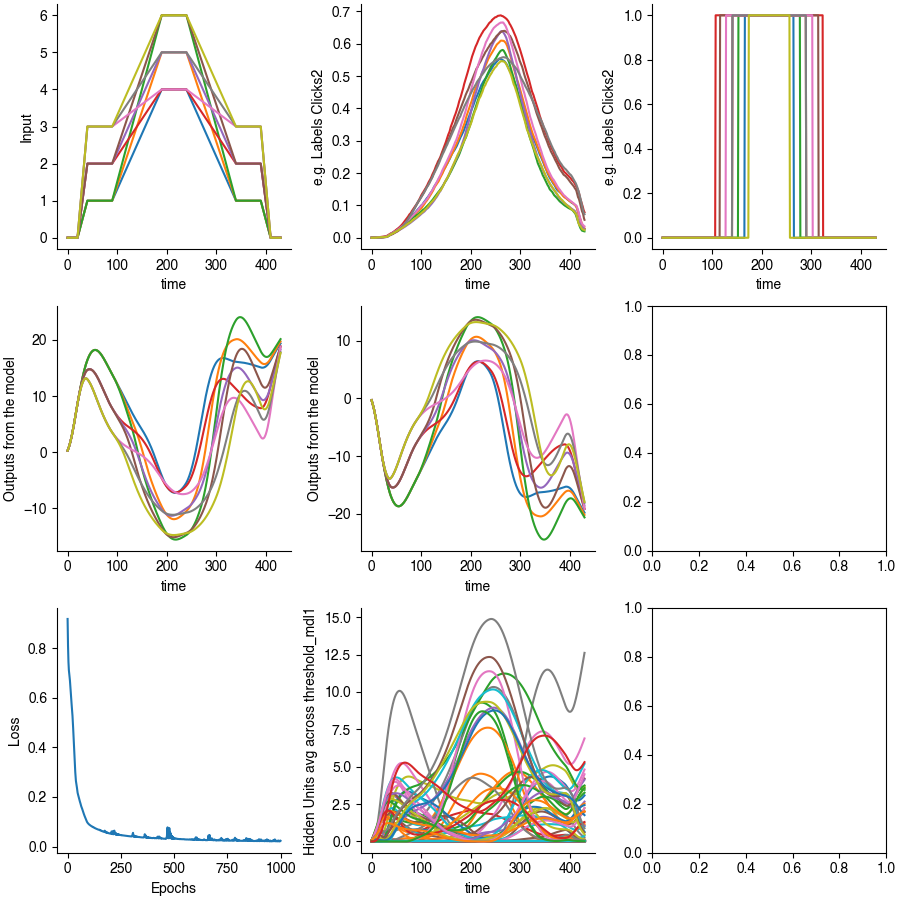 6
5
4
3
2
1
0
Input
0 100 200 300 400
time
0.7
0.6
0.5
0.4
0.3
0.2
0.1
0.0
e.g. Labels Clicks2
0 100 200 300 400
time
1.0
0.8
0.6
0.4
0.2
0.0
e.g. Labels Clicks2
0 100 200 300 400
time
20
10
0
−10
Outputs from the model
0 100 200 300 400
time
10
0
−10
−20
Outputs from the model
0 100 200 300 400
time
1.0
0.8
0.6
0.4
0.2
0.0
0.0 0.2 0.4 0.6 0.8 1.0
0.8
0.6
0.4
0.2
0.0
Loss
0 250 500 750 1000
Epochs
15.0
12.5
10.0
7.5
5.0
2.5
0.0
Hidden Units avg across threshold_mdl1
0 100 200 300 400
time
1.0
0.8
0.6
0.4
0.2
0.0
0.0 0.2 0.4 0.6 0.8 1.0